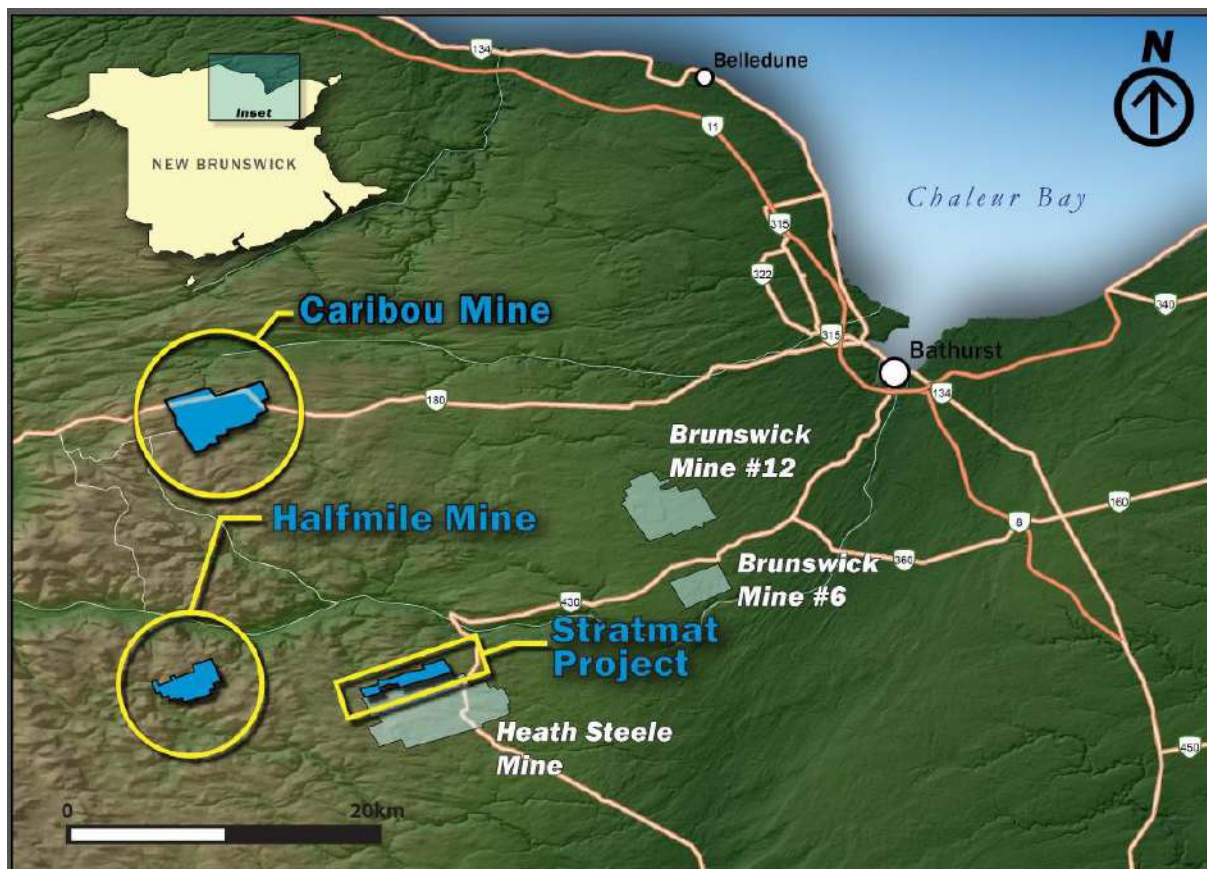 134
Belledune
N
11
Inset
NEW BRUNSWICK
Chaleur Bay
315
322
Caribou Mine
315
340
Bathurst
180
134
Brunswick
Mine #12
Halfmile Mine
160
8
Brunswick
Mine #6
360
430
Stratmat
Project
Heath Steele
Mine
450
0
20km